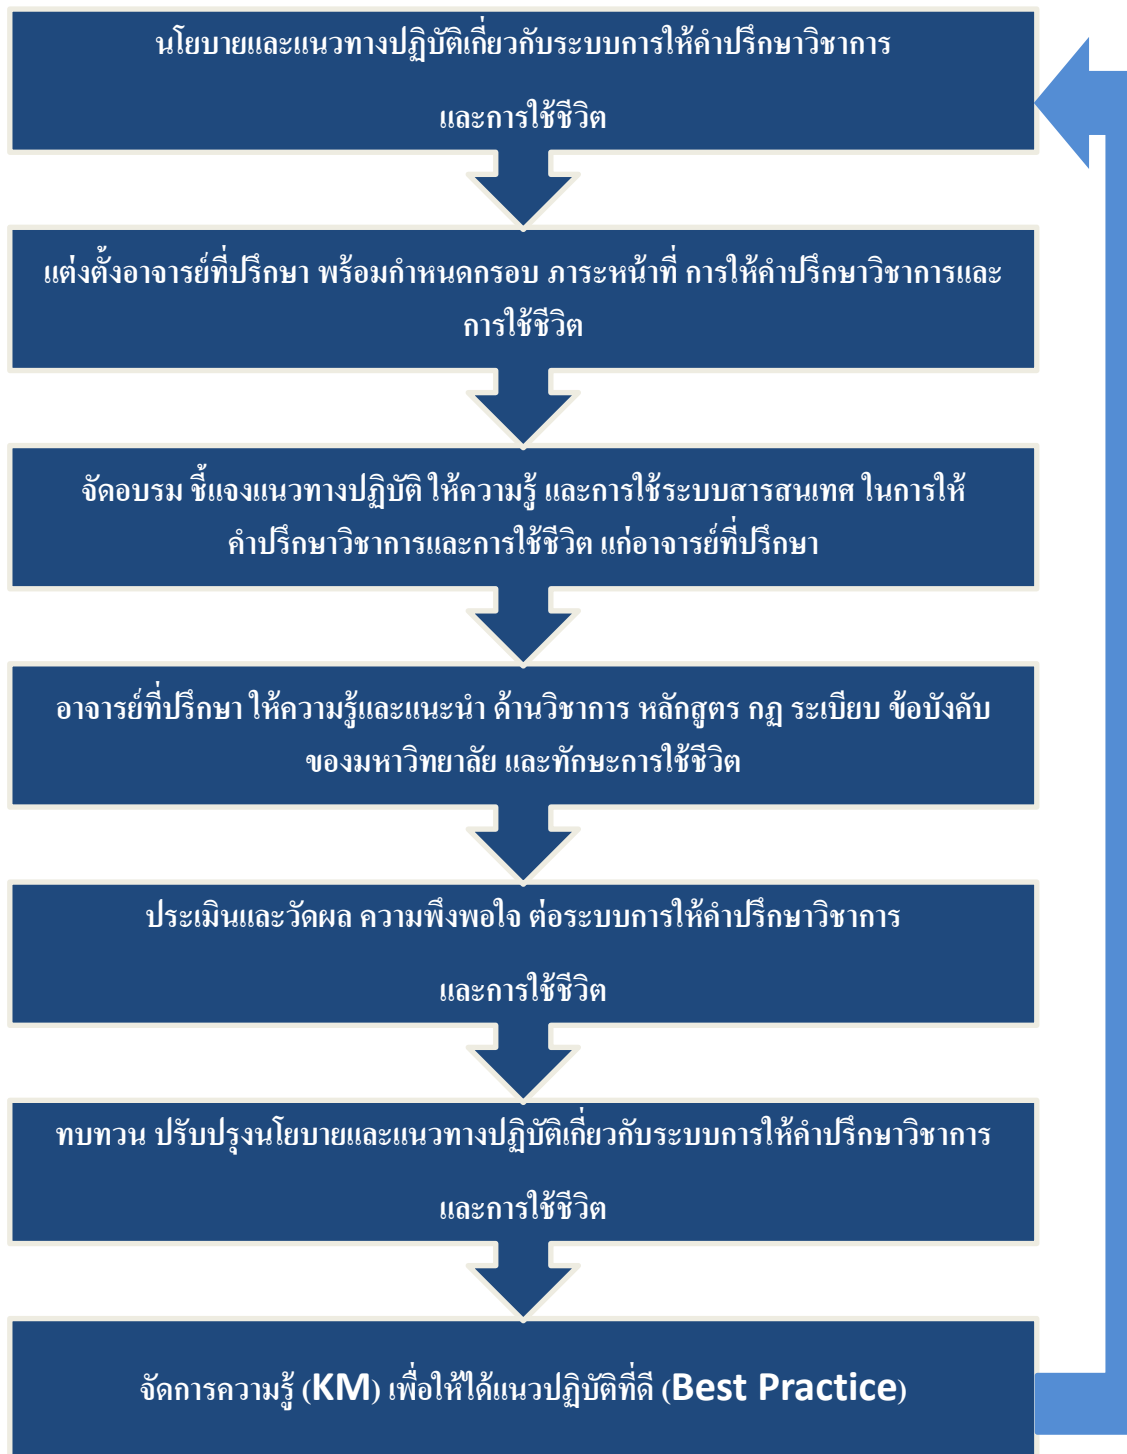 นโยบายและแนวทางปฏิบัติเกี่ยวกับระบบการให้คำปรึกษาวิชาการ
และการใช้ชีวิต
แต่งตั้งอาจารย์ที่ปรึกษา พร้อมกำหนดกรอบ ภาระหน้าที่ การให้คำปรึกษาวิชาการและ
การใช้ชีวิต
จัดอบรม ชี้แจงแนวทางปฏิบัติ ให้ความรู้ และการใช้ระบบสารสนเทศ ในการให้
คำปรึกษาวิชาการและการใช้ชีวิต แก่อาจารย์ที่ปรึกษา
อาจารย์ที่ปรึกษา ให้ความรู้และแนะนำ ด้านวิชาการ หลักสูตร กฏ ระเบียบ ข้อบังคับ
ของมหาวิทยาลัย และทักษะการใช้ชีวิต
ประเมินและวัดผล ความพึงพอใจ ต่อระบบการให้คำปรึกษาวิชาการ
และการใช้ชีวิต
ทบทวน ปรับปรุงนโยบายและแนวทางปฏิบัติเกี่ยวกับระบบการให้คำปรึกษาวิชาการ
และการใช้ชีวิต
จัดการความรู้ (KM) เพื่อให้ได้แนวปฏิบัติที่ดี (Best Practice)